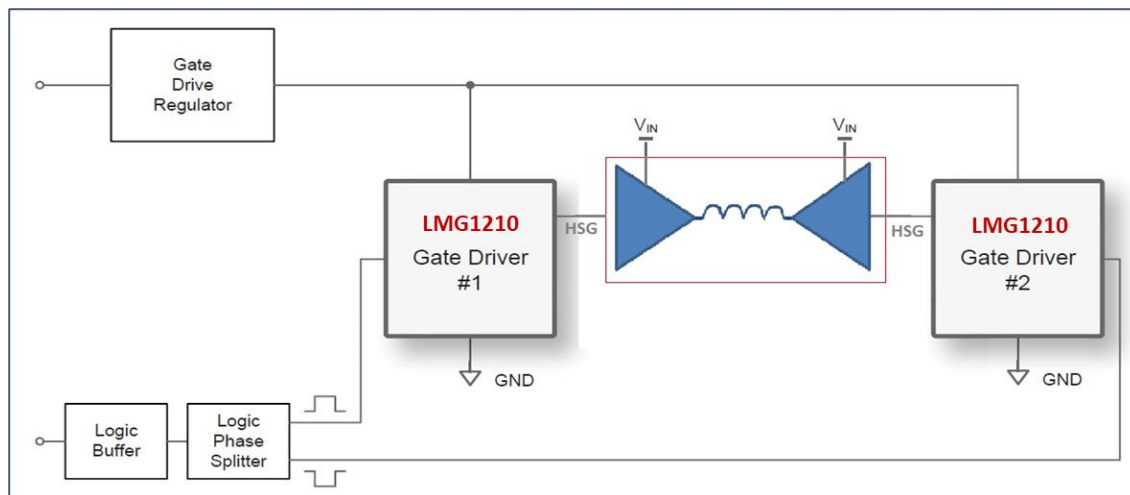 Gate
Drive
Regulator
VIN
VIN
LMG1210
Gate Driver
#1
HSG
HSG
LMG1210
Gate Driver
#2
GND
GND
Logic
Buffer
Logic
Phase
Splitter